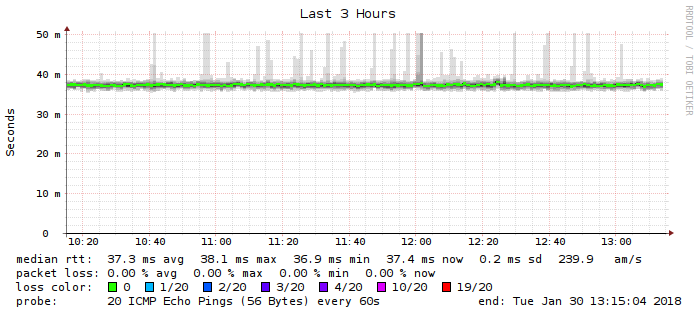 Last 3 Hours
RRDTOOL / TOBI OETIKER
Seconds
50 m
40 m
30 m
20 m
10 m
0
10:20 10:40 11:00 11:20 11:40 12:00 12:20 12:40 13:00
median rtt: 37.3 ms avg 38.1 ms max 36.9 ms min 37.4 ms now 0.2 ms sd 239.9 am/s
packet loss: 0.00 % avg 0.00 % max 0.00 % min 0.00 % now
loss color: 0 1/20 2/20 3/20 4/20 10/20 19/20
probe: 20 ICMP Echo Pings (56 Bytes) every 60s end: Tue Jan 30 13:15:04 2018